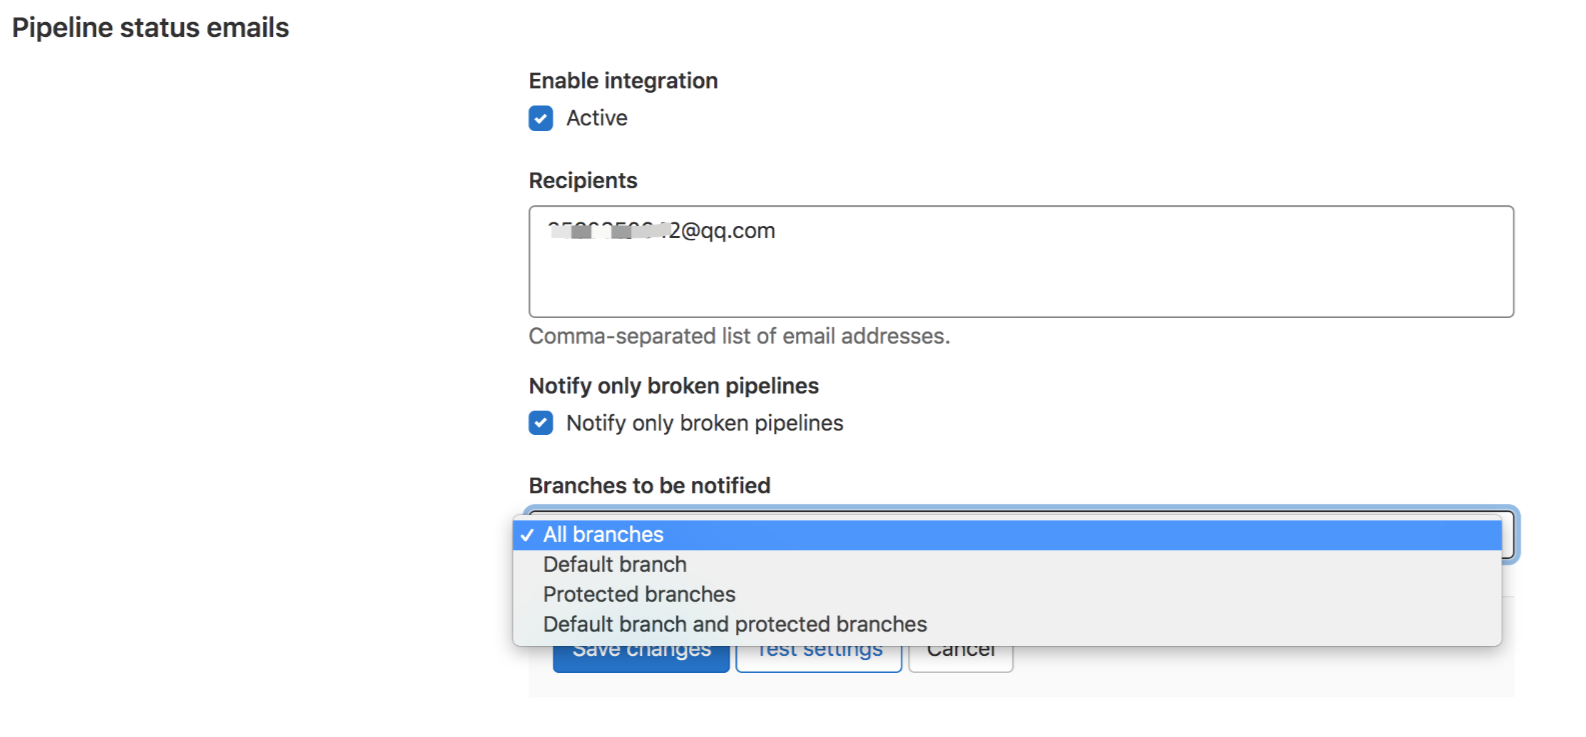 Pipeline status emails
Enable integration
Active
Recipients
2@qq.com
Comma-separated list of email addresses.
Notify only broken pipelines
Notify only broken pipelines
Branches to be notified
✓ All branches
Default branch
Protected branches
Default branch and protected branches
Save changes Test settings Cancel